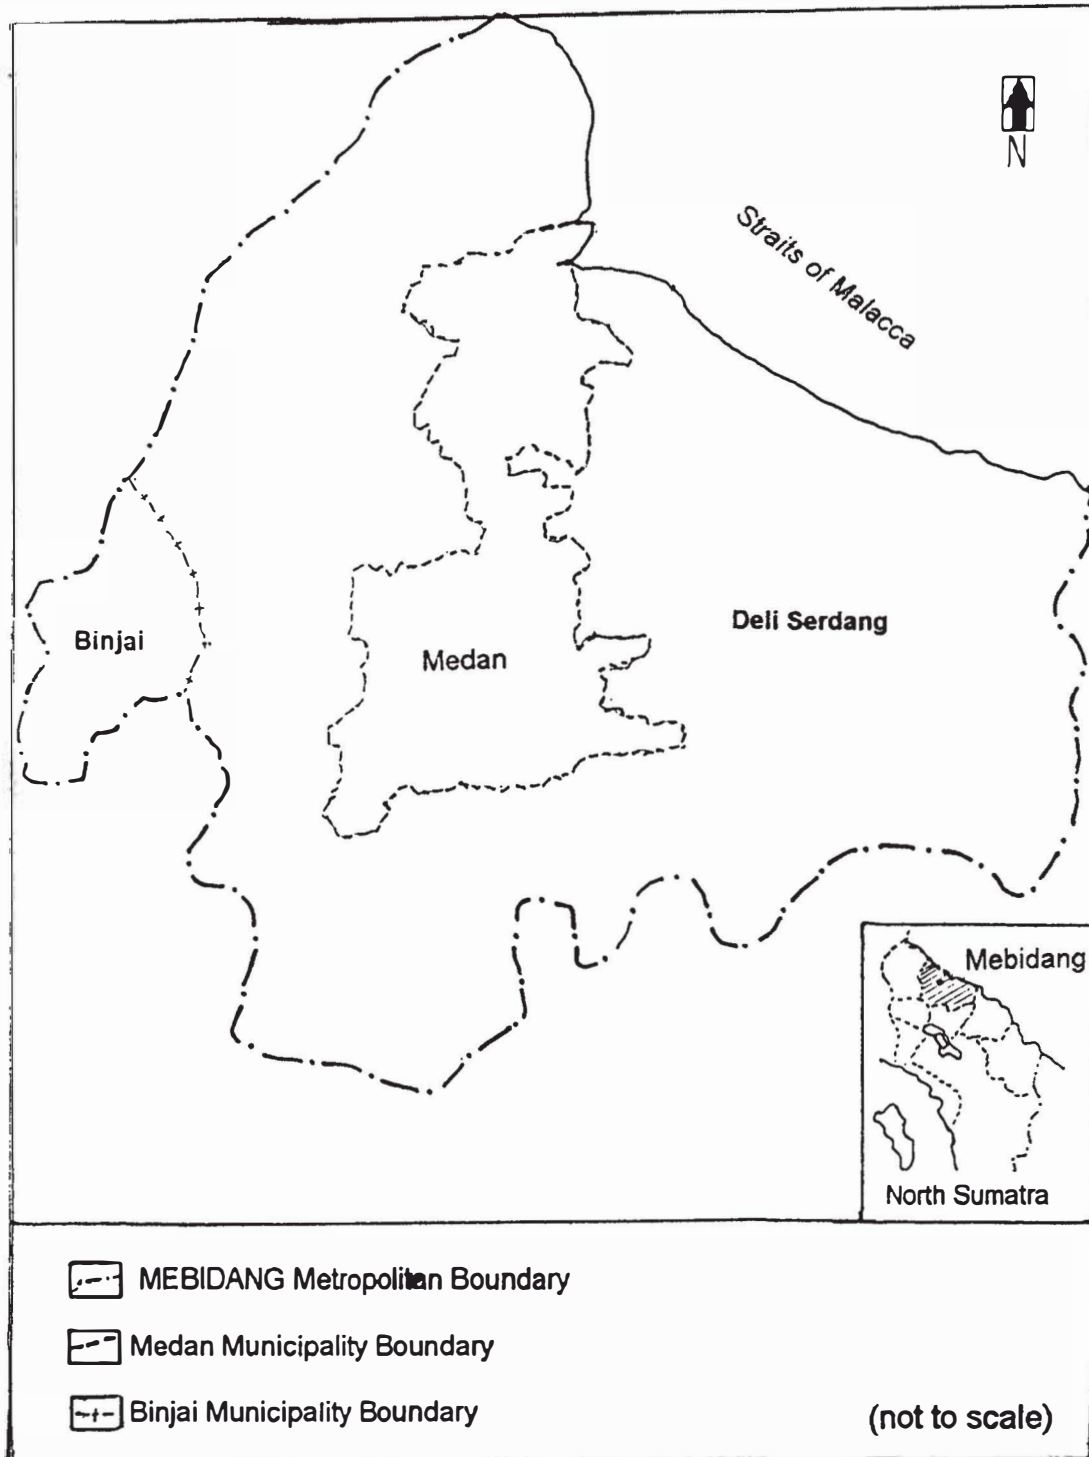 N
Straits of Malacca
Binjai
Medan
Deli Serdang
Mebidang
North Sumatra
MEBIDANG Metropolitan Boundary
Medan Municipality Boundary
Binjai Municipality Boundary
(not to scale)